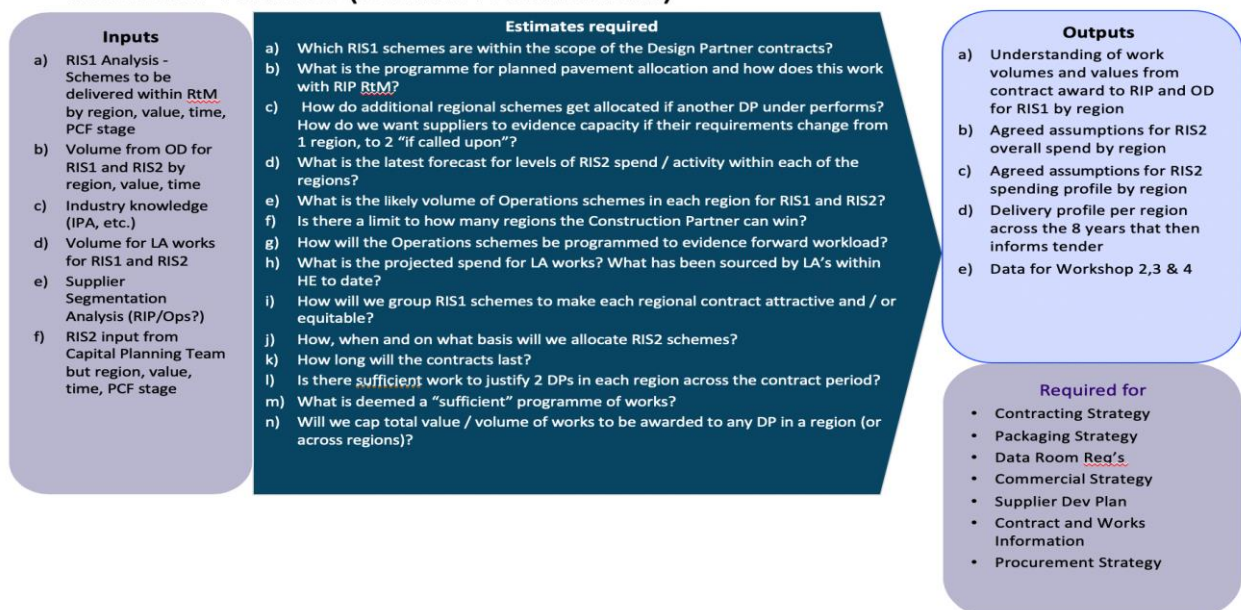 Inputs
a) RIS1 Analysis -
Schemes to be
delivered within RtM
by region, value, time,
PCF stage
b) Volume from OD for
RIS1 and RIS2 by
region, value, time
c) Industry knowledge
(IPA, etc.)
d) Volume for LA works
for RIS1 and RIS2
e) Supplier
Segmentation
Analysis (RIP/Ops?)
f) RIS2 input from
Capital Planning Team
but region, value,
time, PCF stage
Estimates required
a) Which RIS1 schemes are within the scope of the Design Partner contracts?
b) What is the programme for planned pavement allocation and how does this work
with RIP RtM?
c) How do additional regional schemes get allocated if another DP under performs?
How do we want suppliers to evidence capacity if their requirements change from
1 region, to 2 “if called upon”?
d) What is the latest forecast for levels of RIS2 spend / activity within each of the
regions?
e) What is the likely volume of Operations schemes in each region for RIS1 and RIS2?
f) Is there a limit to how many regions the Construction Partner can win?
g) How will the Operations schemes be programmed to evidence forward workload?
h) What is the projected spend for LA works? What has been sourced by LA’s within
HE to date?
i) How will we group RIS1 schemes to make each regional contract attractive and / or
equitable?
j) How, when and on what basis will we allocate RIS2 schemes?
k) How long will the contracts last?
l) Is there sufficient work to justify 2 DPs in each region across the contract period?
m) What is deemed a “sufficient” programme of works?
n) Will we cap total value / volume of works to be awarded to any DP in a region (or
across regions)?
Outputs
a) Understanding of work
volumes and values from
contract award to RIP and OD
for RIS1 by region
b) Agreed assumptions for RIS2
overall spend by region
c) Agreed assumptions for RIS2
spending profile by region
d) Delivery profile per region
across the 8 years that then
informs tender
e) Data for Workshop 2,3 & 4
Required for
• Contracting Strategy
• Packaging Strategy
• Data Room Req’s
• Commercial Strategy
• Supplier Dev Plan
• Contract and Works
Information
• Procurement Strategy